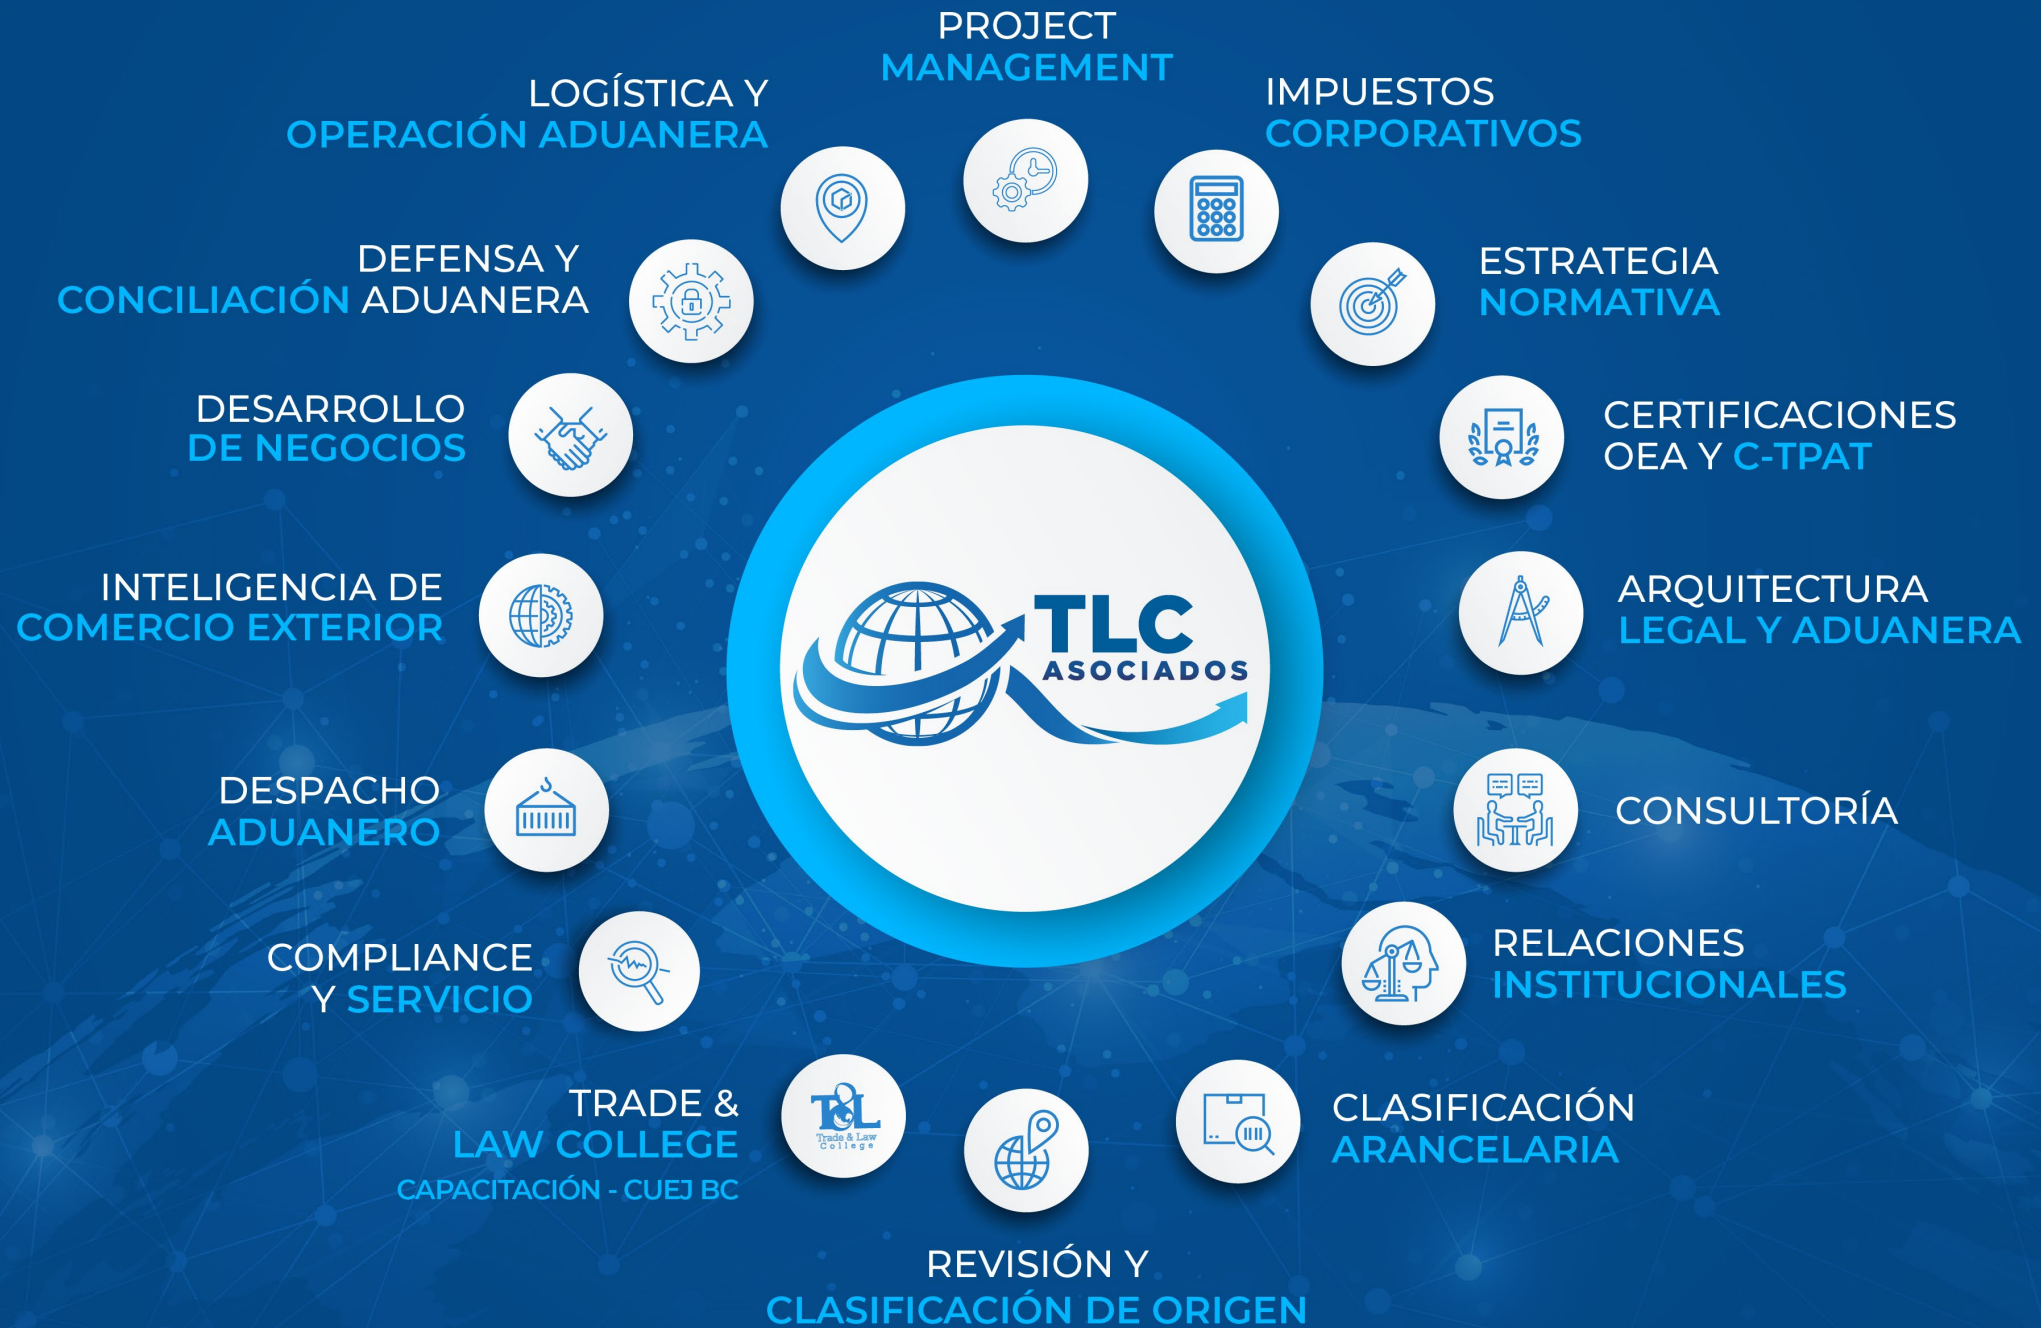 PROJECT
MANAGEMENT
LOGÍSTICA Y
OPERACIÓN ADUANERA
IMPUESTOS
CORPORATIVOS
DEFENSA Y
CONCILIACIÓN ADUANERA
ESTRATEGIA
NORMATIVA
DESARROLLO
DE NEGOCIOS
CERTIFICACIONES
OEA Y C-TPAT
INTELIGENCIA DE
COMERCIO EXTERIOR
TLC
ASOCIADOS
ARQUITECTURA
LEGAL Y ADUANERA
DESPACHO
ADUANERO
CONSULTORÍA
COMPLIANCE
Y SERVICIO
RELACIONES
INSTITUCIONALES
TRADE &
LAW COLLEGE
CAPACITACIÓN - CUEJ BC
T&L
Trade & Law
College
CLASIFICACIÓN
ARANCELARIA
REVISIÓN Y
CLASIFICACIÓN DE ORIGEN